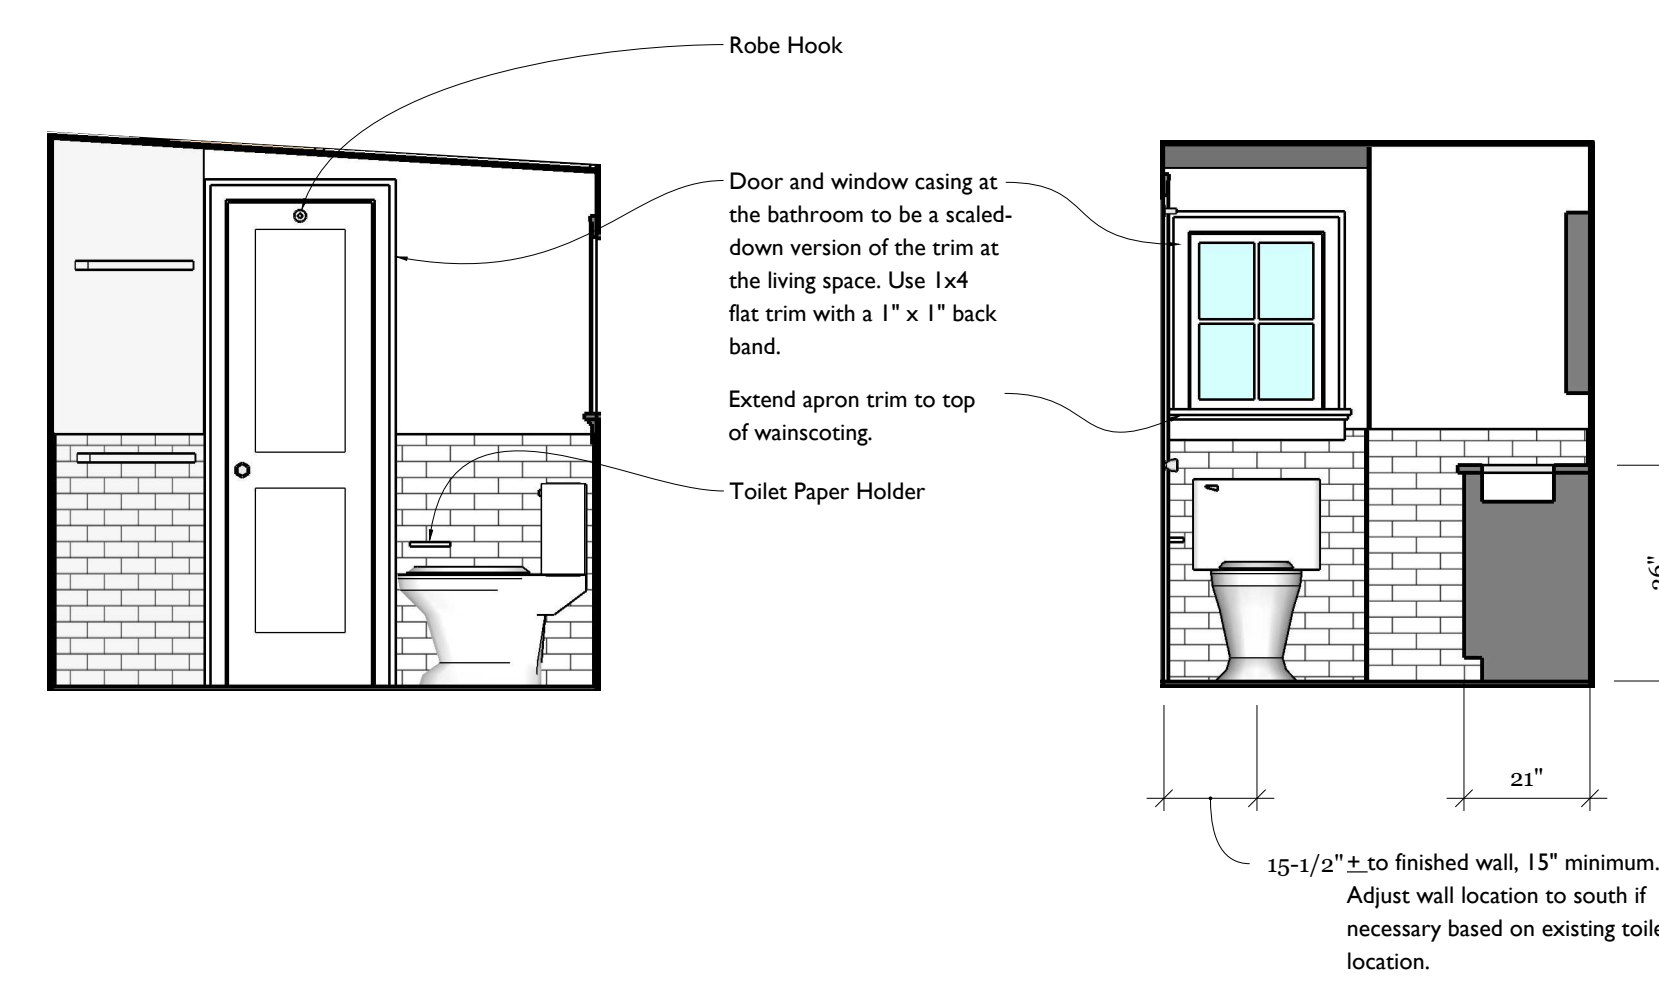 Robe Hook
Door and window casing at
the bathroom to be a scaled-
down version of the trim at
the living space. Use 1x4
flat trim with a 1" x 1" back
band.
Extend apron trim to top
of wainscoting.
Toilet Paper Holder
21"
15-1/2" + to finished wall, 15" minimum.
Adjust wall location to south if
necessary based on existing toile
location.